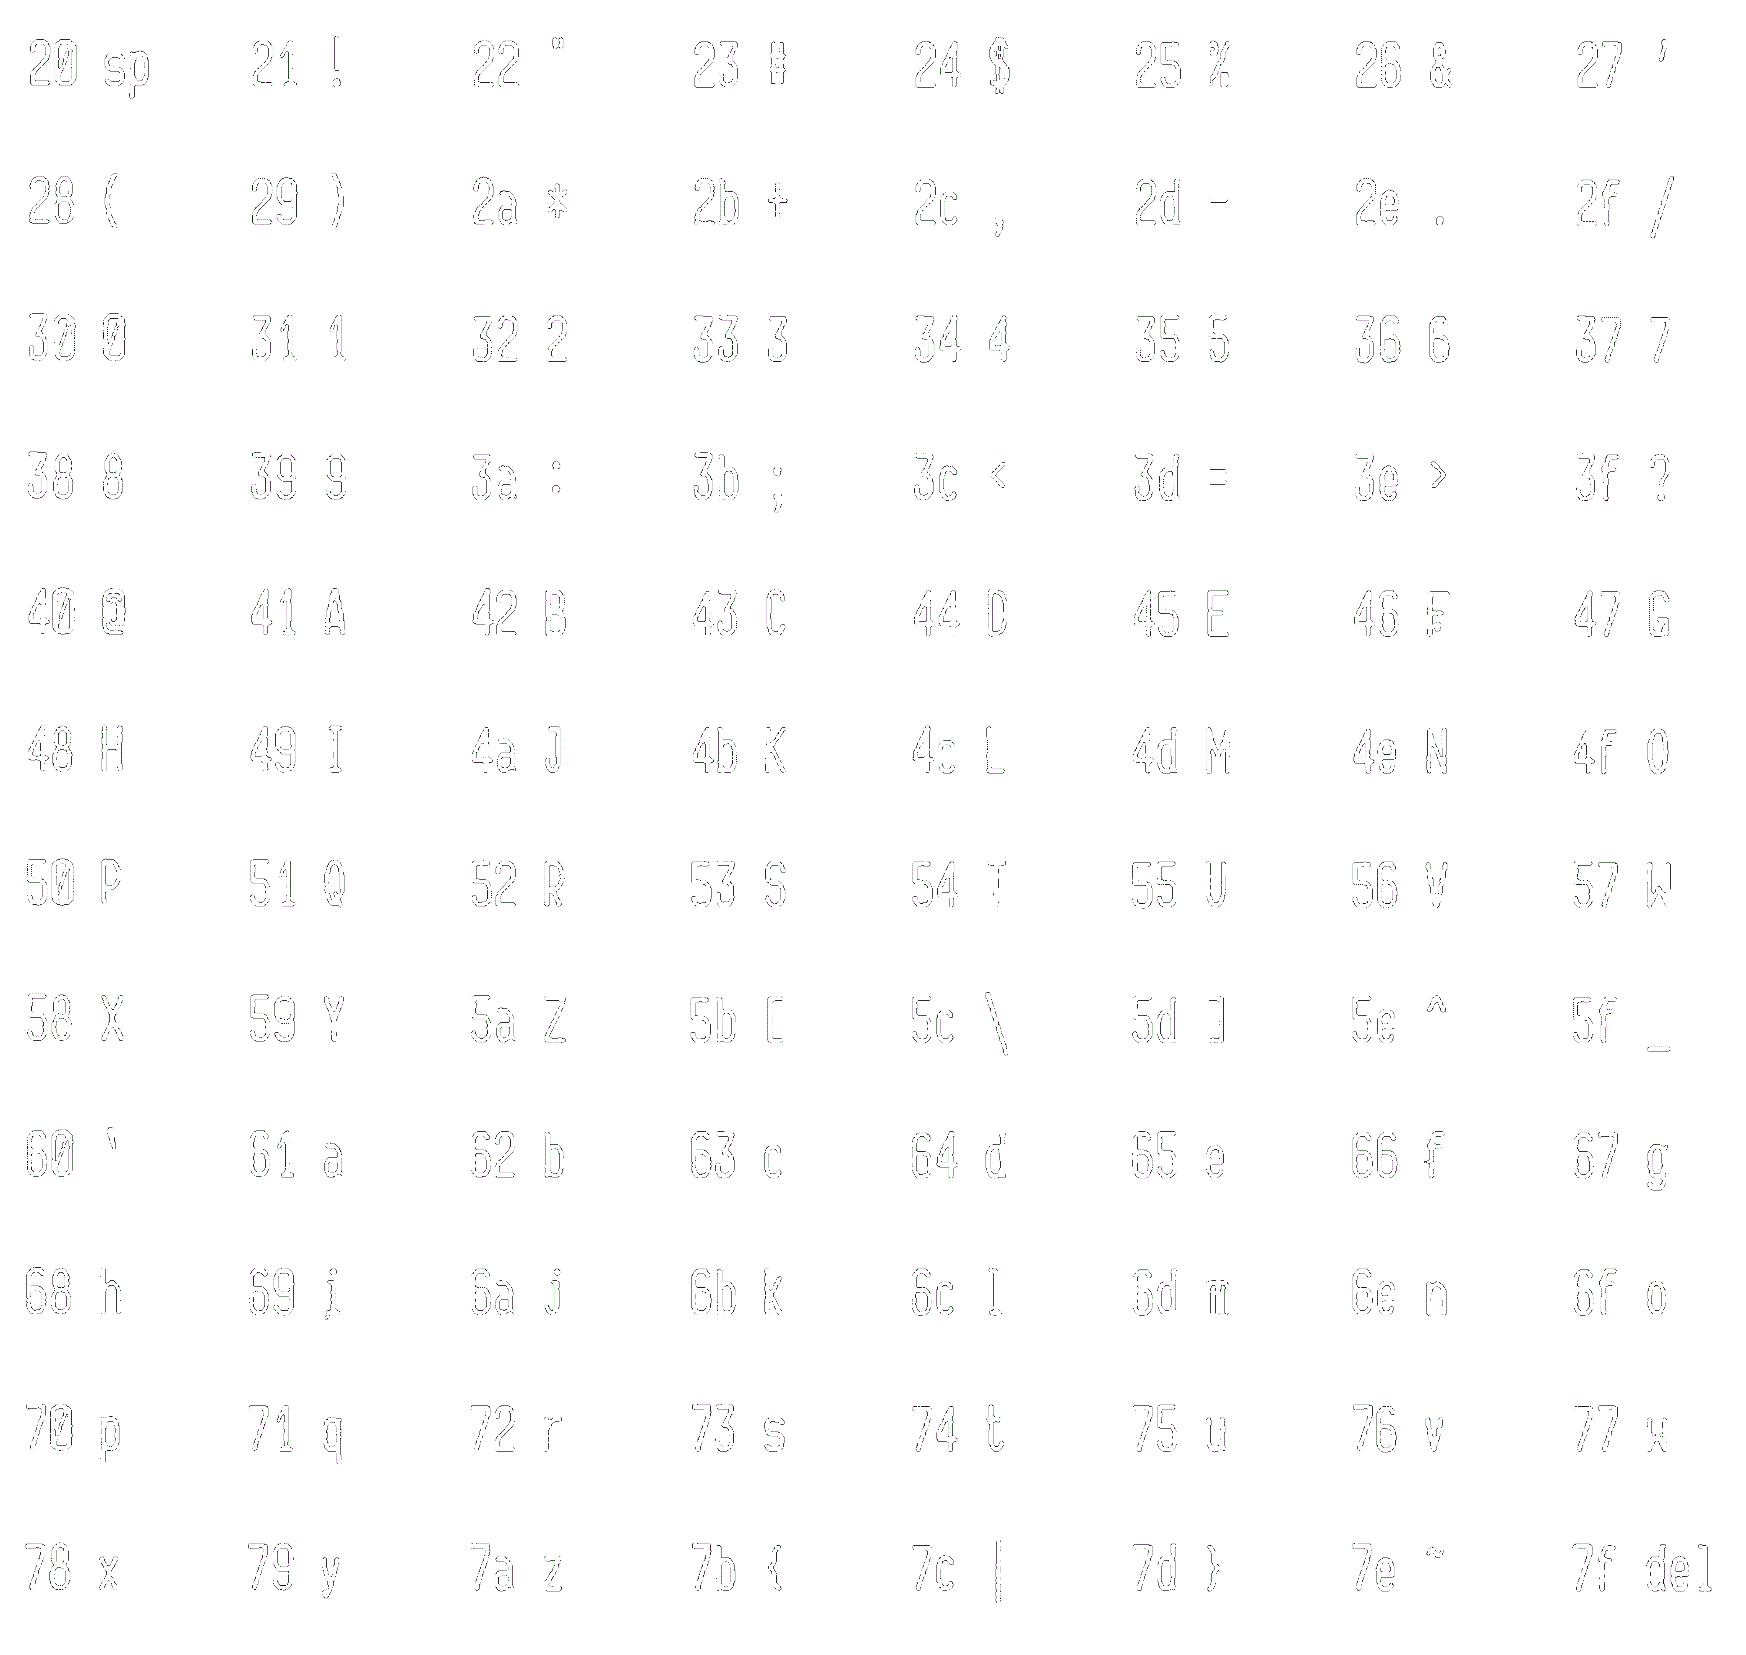 20 sp 21 ! 22 " 23 # 24 $ 25 % 26 & 27 '
28 ( 29 ) 2a * 2b + 2c , 2d - 2e . 2f /
30 0 31 1 32 2 33 3 34 4 35 5 36 6 37 7
38 8 39 9 3a : 3b ; 3c < 3d = 3e > 3f ?
40 @ 41 A 42 B 43 C 44 D 45 E 46 F 47 G
48 H 49 I 4a J 4b K 4c L 4d M 4e N 4f O
50 P 51 Q 52 R 53 S 54 T 55 U 56 V 57 W
58 X 59 Y 5a Z 5b [ 5c \ 5d ] 5e ^ 5f _
60 ` 61 a 62 b 63 c 64 d 65 e 66 f 67 g
68 h 69 i 6a j 6b k 6c l 6d m 6e n 6f o
70 p 71 q 72 r 73 s 74 t 75 u 76 v 77 w
78 x 79 y 7a z 7b { 7c | 7d } 7e ~ 7f del